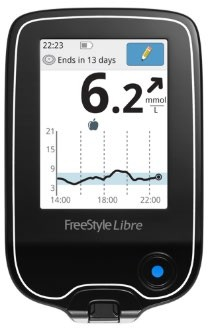 22:23
Ends in 13 days
6.2 mmol
L
21
15
9
3
14:00 18:00 22:00
FreeStyle Libre